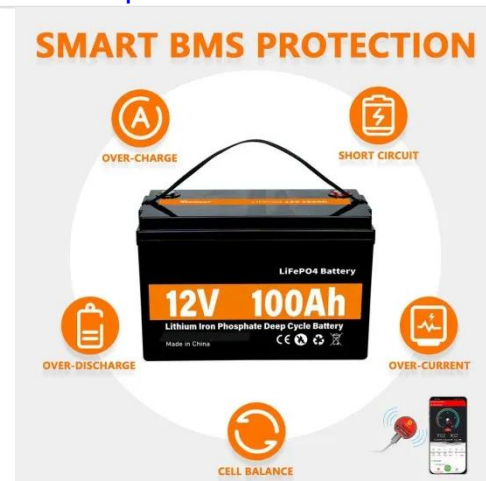 SMART BMS PROTECTION
OVER-CHARGE
SHORT CIRCUIT
LiFePO4 Battery
12V 100Ah
Lithium Iron Phosphate Deep Cycle Battery
Made in China
CE
OVER-DISCHARGE
OVER-CURRENT
CELL BALANCE